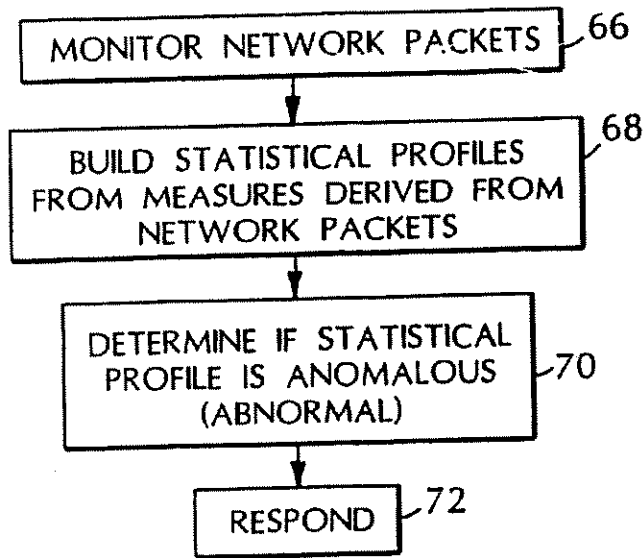 MONITOR NETWORK PACKETS 66
BUILD STATISTICAL PROFILES 68
FROM MEASURES DERIVED FROM
NETWORK PACKETS
DETERMINE IF STATISTICAL
PROFILE IS ANOMALOUS 70
(ABNORMAL)
RESPOND 72